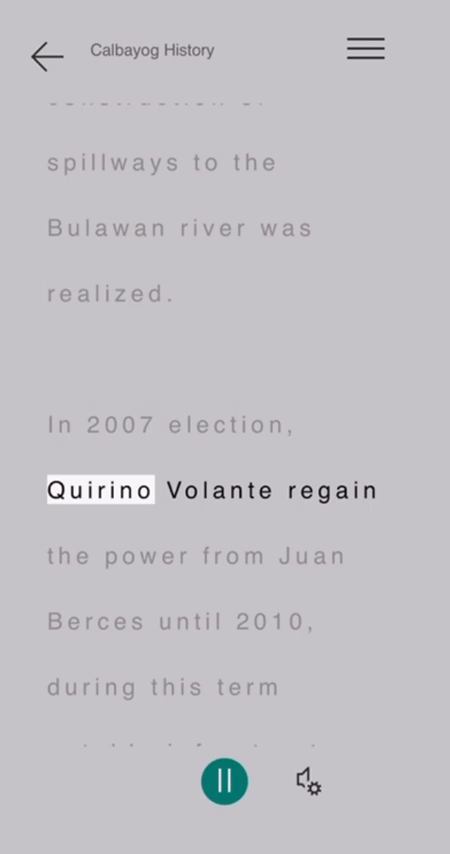 Calbayog History
spillways to the
Bulawan river was
realized.
In 2007 election,
Quirino Volante regain
the power from Juan
Berces until 2010,
during this term